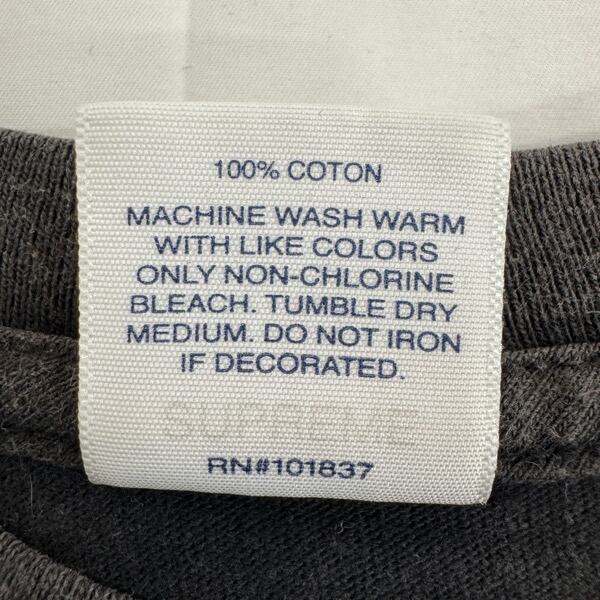 100% COTON
MACHINE WASH WARM
WITH LIKE COLORS
ONLY NON-CHLORINE
BLEACH. TUMBLE DRY
MEDIUM. DO NOT IRON
IF DECORATED.
SUPREME
RN#101837